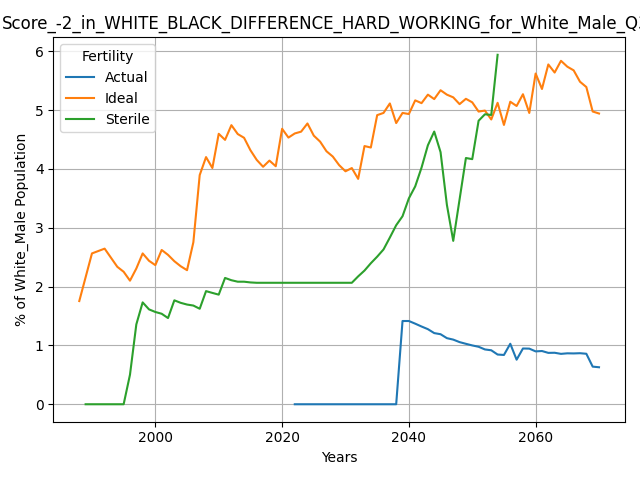 Score_-2_in_WHITE_BLACK_DIFFERENCE_HARD_WORKING_for_White_Male_Q
Fertility
Actual
Ideal
Sterile
% of White_Male Population
6
5
4
3
2
1
0
2000 2020 2040 2060
Years